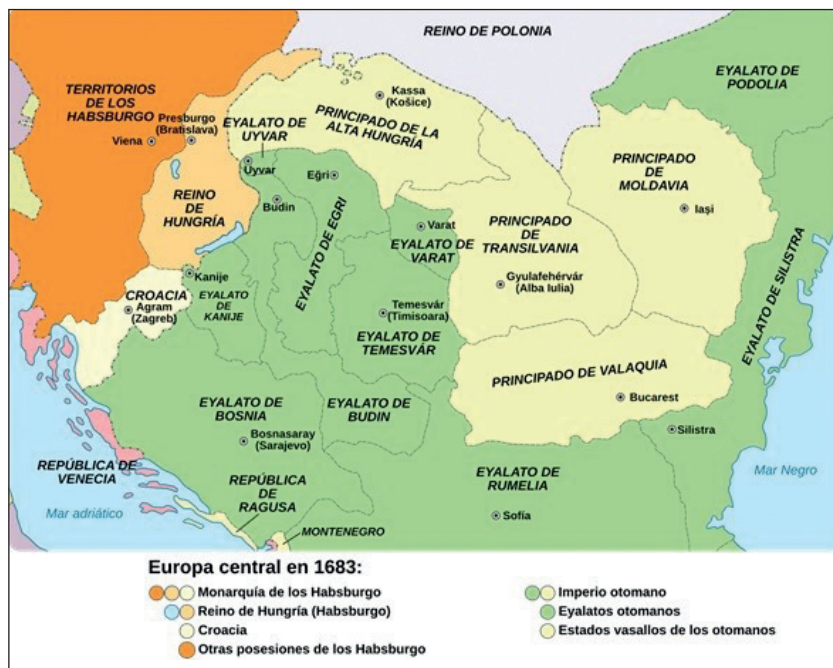 REINO DE POLONIA
EYALATO DE
PODOLIA
TERRITORIOS
DE LOS
HABSBURGO
Presburgo
(Bratislava)
Viena
EYALATO DE
UYVAR
Uyvar
Kassa
(Košice)
PRINCIPADO DE LA
ALTA HUNGRÍA
Eğri
Budin
REINO
DE
HUNGRÍA
EYALATO DE EGRI
Varat
EYALATO DE
VARAT
PRINCIPADO
DE
TRANSILVANIA
Gyulafehérvár
(Alba Iulia)
PRINCIPADO
DE
MOLDAVIA
Iaşi
EYALATO DE SILISTRA
Kanije
EYALATO
DE
KANIJE
CROACIA
Agram
(Zagreb)
Temesvár
(Timisoara)
EYALATO DE
TEMESVÁR
PRINCIPADO DE VALAQUIA
Bucarest
Silistra
EYALATO DE
BOSNIA
Bosnasaray
(Sarajevo)
EYALATO DE
BUDIN
REPÚBLICA DE
VENECIA
Mar adriático
REPÚBLICA
DE
RAGUSA
MONTENEGRO
EYALATO DE
RUMELIA
Sofía
Mar Negro
Europa central en 1683:
Monarquía de los Habsburgo
Reino de Hungría (Habsburgo)
Croacia
Otras posesiones de los Habsburgo
Imperio otomano
Eyalatos otomanos
Estados vasallos de los otomanos